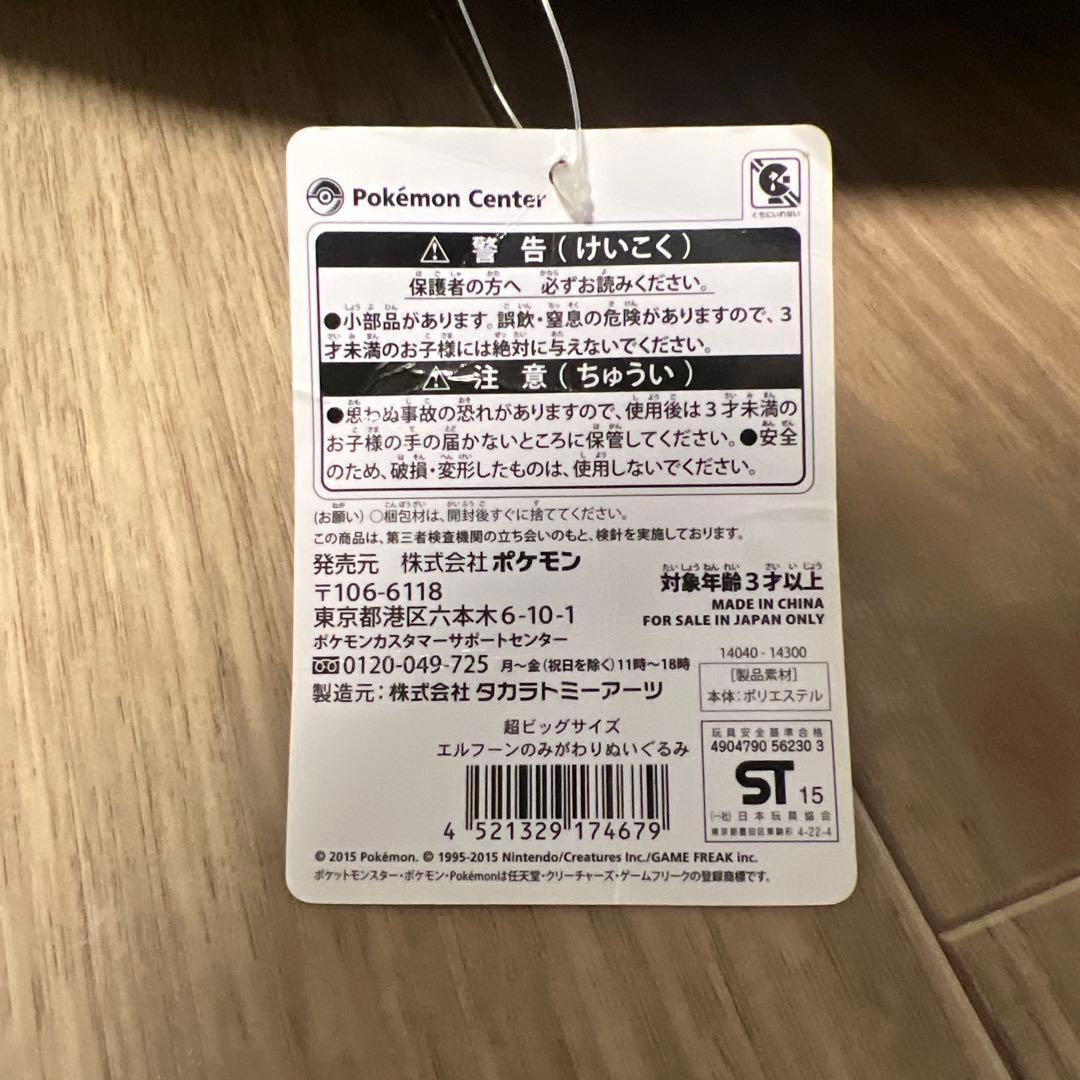 Pokémon Center
くちにいれない
⚠ 警告(けいこく)
保護者の方へ 必ずお読みください。
●小部品があります。誤飲・窒息の危険がありますので、3
才未満のお子様には絶対に与えないでください。
⚠ 注意(ちゅうい)
●思わぬ事故の恐れがありますので、使用後は3才未満の
お子様の手の届かないところに保管してください。●安全
のため、破損・変形したものは、使用しないでください。
(お願い) ○梱包材は、開封後すぐに捨ててください。
この商品は、第三者検査機関の立ち会いのもと、検針を実施しております。
発売元 株式会社 ポケモン
〒106-6118
東京都港区六本木6-10-1
ポケモンカスタマーサポートセンター
0120-049-725 月~金(祝日を除く)11時~18時
製造元:株式会社 タカラトミーアーツ
対象年齢3才以上
MADE IN CHINA
FOR SALE IN JAPAN ONLY
14040-14300
[製品素材]
本体:ポリエステル
超ビッグサイズ
エルフーンのみがわりぬいぐるみ
4 521329 174679
玩具安全基準合格
4904790 56230 3
ST 15
(一社)日本玩具協会
東京都墨田区東駒形 4-22-4
© 2015 Pokémon. © 1995-2015 Nintendo/Creatures Inc./GAME FREAK inc.
ポケットモンスター・ポケモン・Pokémonは任天堂・クリーチャーズ・ゲームフリークの登録商標です。